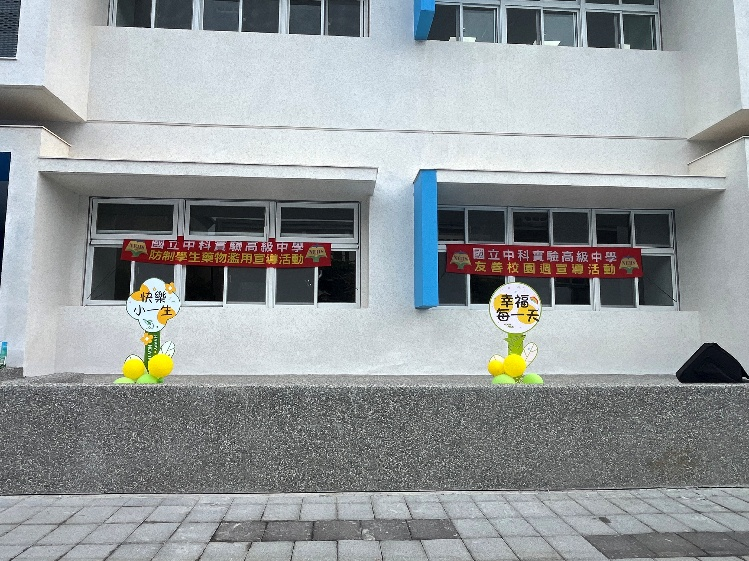 國立中科實驗高級中學
防制學生藥物濫用宣導活動
國立中科實驗高級中學
友善校園週宣導活動
快樂
小一生
幸福
每一天